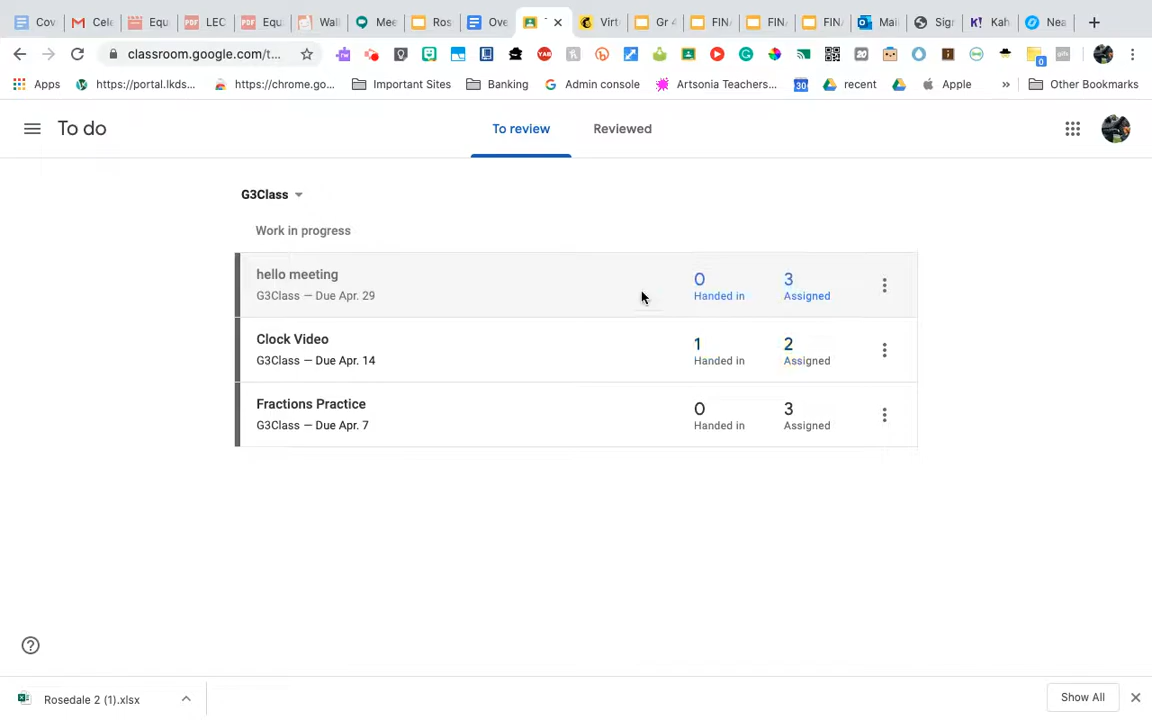 Cov
Cele
Equ
LEC
Equ
Wal
Mee
Ros
Ove
Virt
Gr 4
FIN
FIN
FIN
Mai
Sig
Kah
Nea
classroom.google.com/t...
Apps
https://portal.lkds...
https://chrome.go...
Important Sites
Banking
Admin console
Artsonia Teachers...
recent
Apple
»
Other Bookmarks
To do
To review
Reviewed
G3Class
Work in progress
hello meeting
G3Class — Due Apr. 29
0
Handed in
3
Assigned
Clock Video
G3Class — Due Apr. 14
1
Handed in
2
Assigned
Fractions Practice
G3Class — Due Apr. 7
0
Handed in
3
Assigned
Rosedale 2 (1).xlsx
Show All